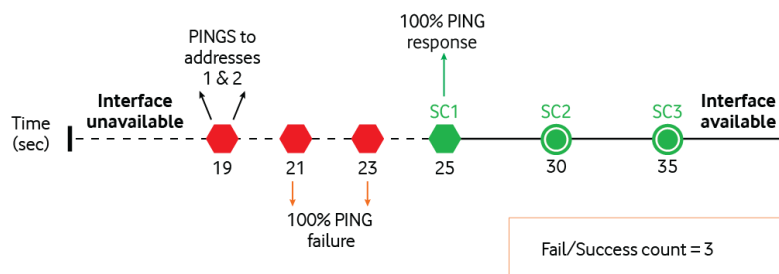 PINGS to
addresses
1 & 2
100% PING
response
Interface
unavailable
SC1
SC2
SC3
Interface
available
Time
(sec)
19
21
23
25
30
35
100% PING
failure
Fail/Success count = 3